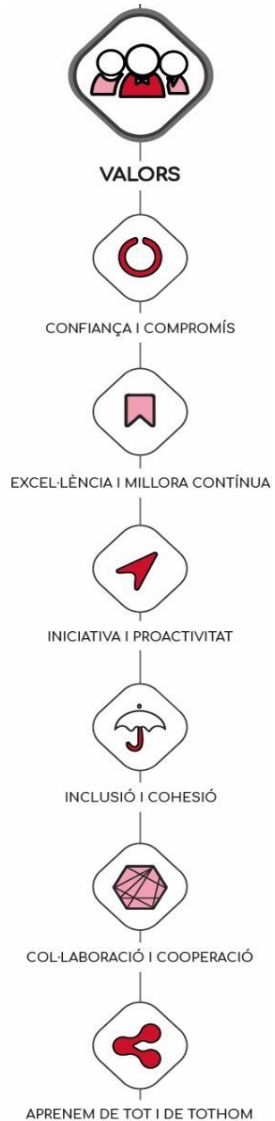 VALORS
CONFIANÇA I COMPROMÍS
EXCEL·LÈNCIA I MILLORA CONTÍNUA
INICIATIVA I PROACTIVITAT
INCLUSIÓ I COHESIÓ
COL·LABORACIÓ I COOPERACIÓ
APRENEM DE TOT I DE TOTHOM